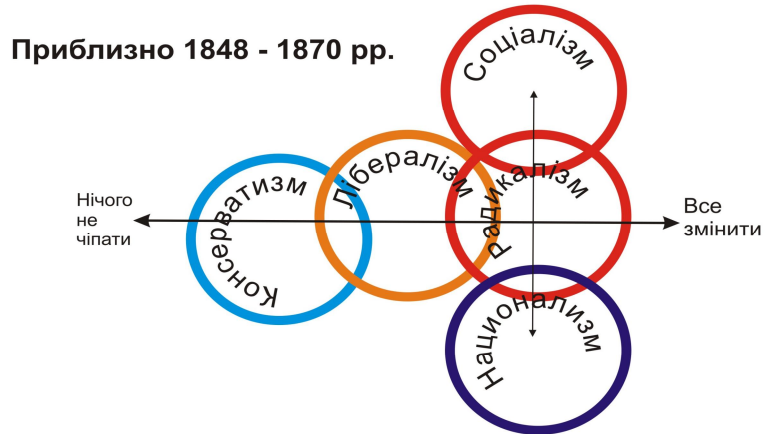 Приблизно 1848 - 1870 рр.
Соціалізм
Консерватизм
Лібералізм
Радикалізм
Нічого
не
чіпати
Все
змінити
Национализм